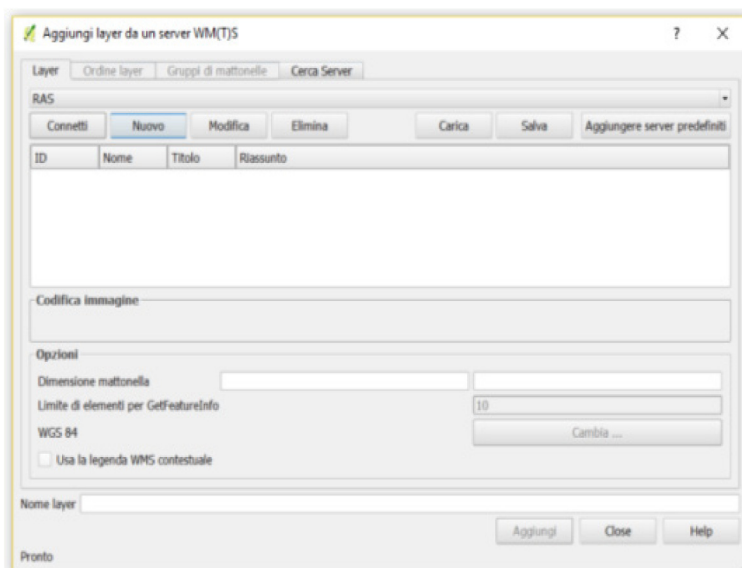 Aggiungi layer da un server WM(T)S ? X
Layer Ordine layer Gruppi di mattonelle Cerca Server
RAS
Connetti Nuovo Modifica Elimina Carica Salva Aggiungere server predefiniti
ID Nome Titolo Riassunto
Codifica immagine
Opzioni
Dimensione mattonella
Limite di elementi per GetFeatureInfo 10
WGS 84 Cambia ...
Usa la legenda WMS contestuale
Nome layer
Aggiungi Close Help
Pronto